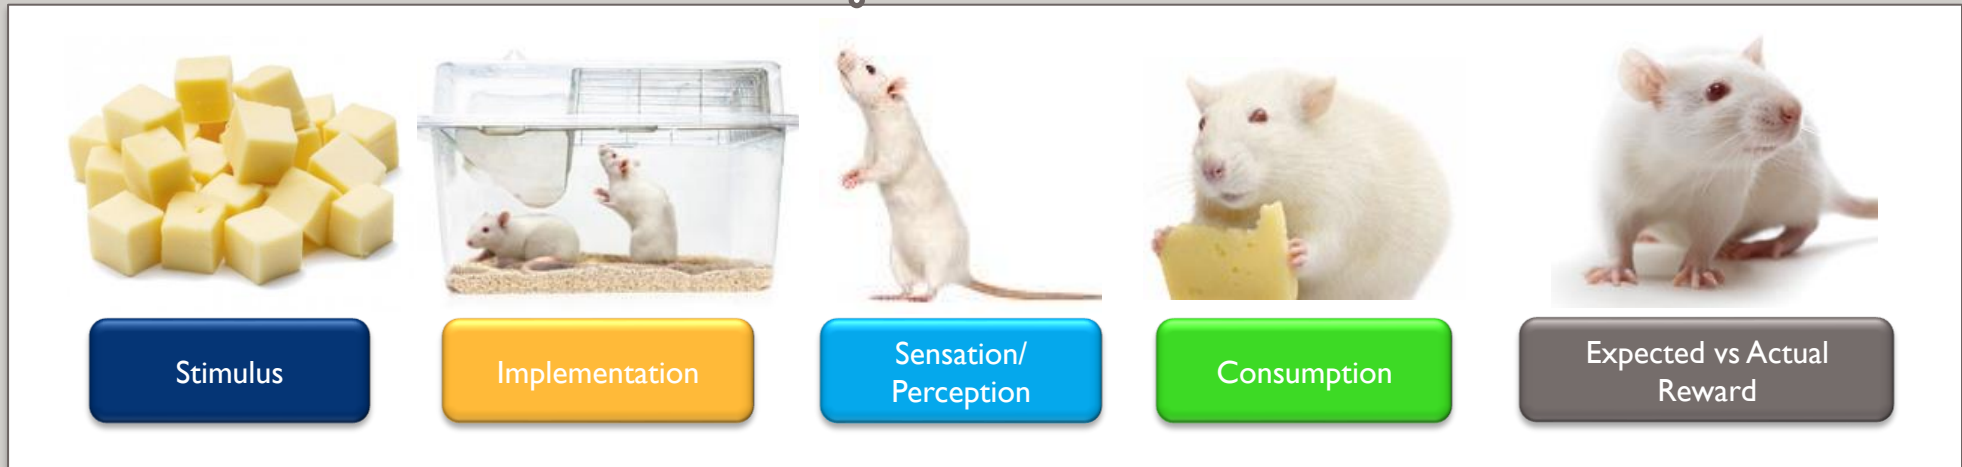 Stimulus
Implementation
Sensation/
Perception
Consumption
Expected vs Actual
Reward